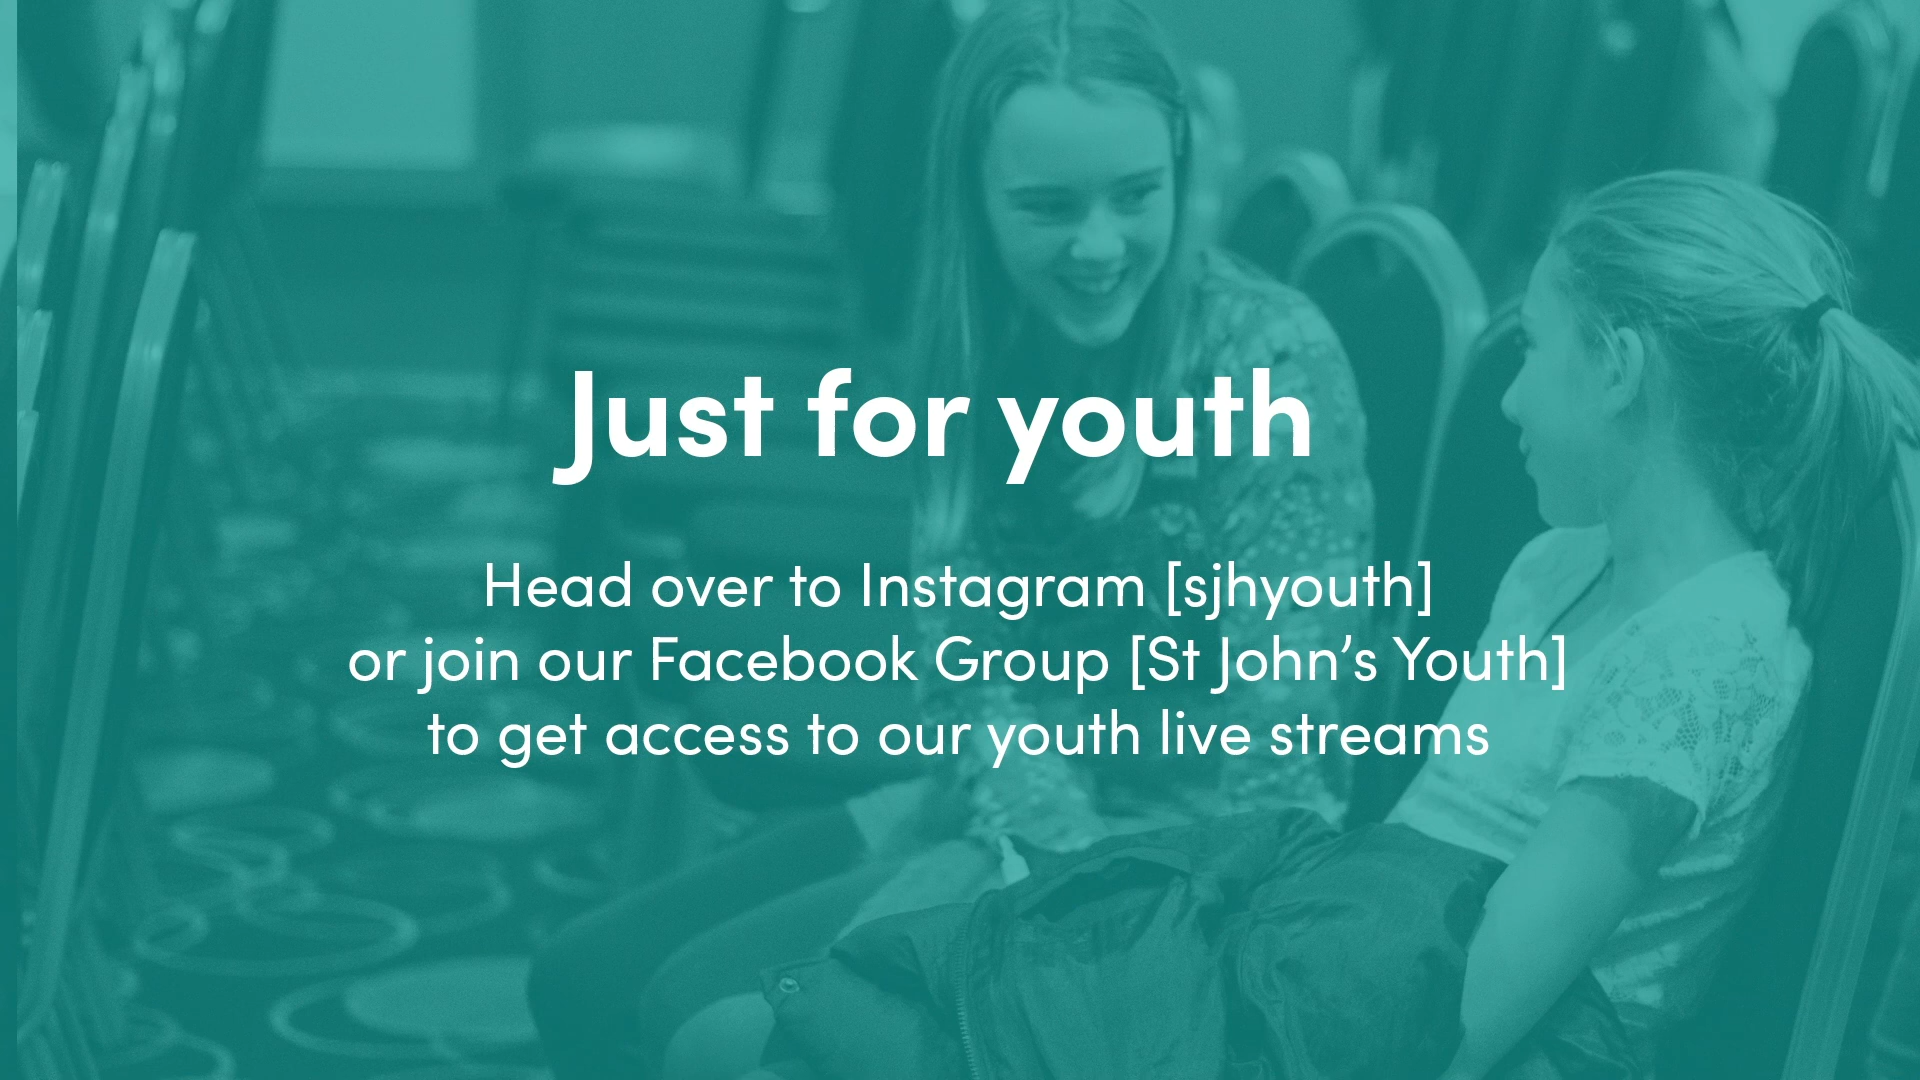 Just for youth
Head over to Instagram [sjhyouth]
or join our Facebook Group [St John’s Youth]
to get access to our youth live streams